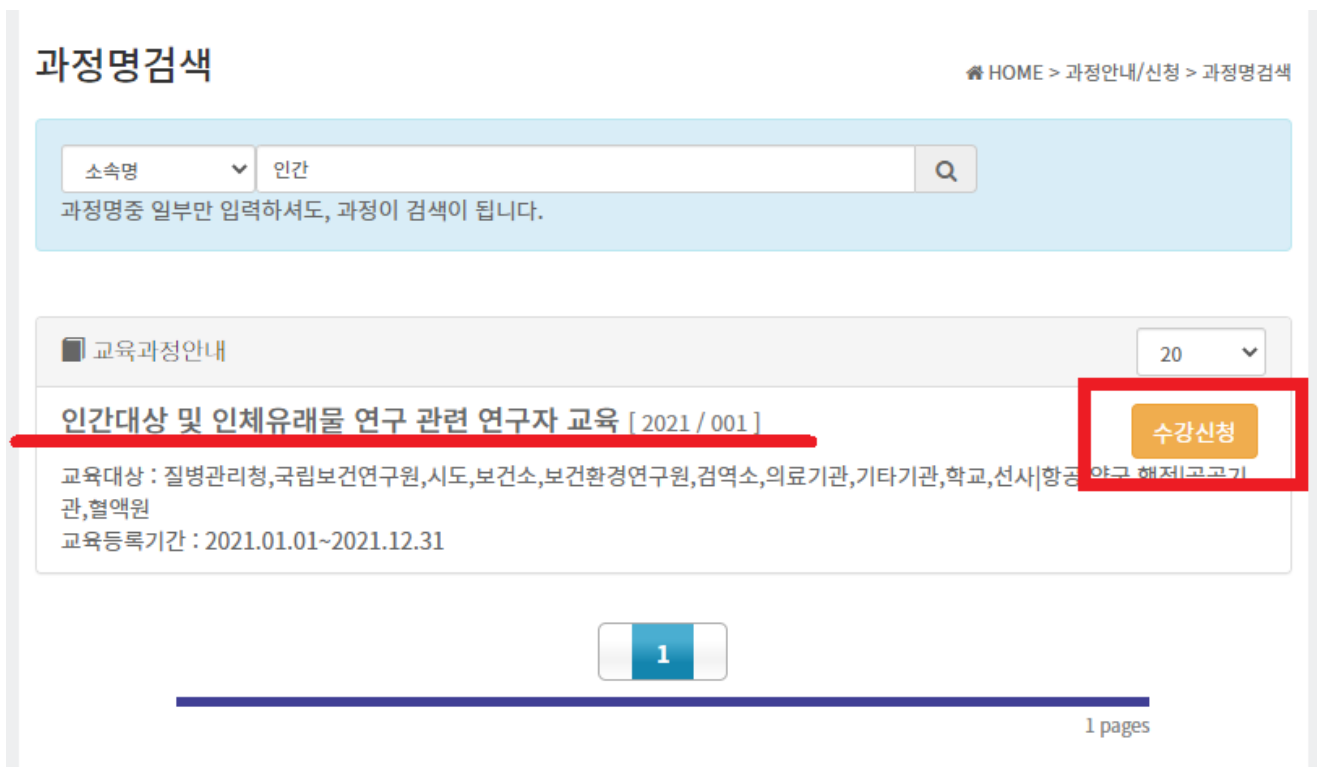 과정명검색
HOME > 과정안내/신청 > 과정명검색
소속명 인간
과정명중 일부만 입력하셔도, 과정이 검색이 됩니다.
교육과정안내 20
인간대상 및 인체유래물 연구 관련 연구자 교육 [ 2021 / 001 ] 수강신청
교육대상 : 질병관리청,국립보건연구원,시도,보건소,보건환경연구원,검역소,의료기관,기타기관,학교,선사|항공,약국,행정|공공기
관,혈액원
교육등록기간 : 2021.01.01~2021.12.31
1
1 pages